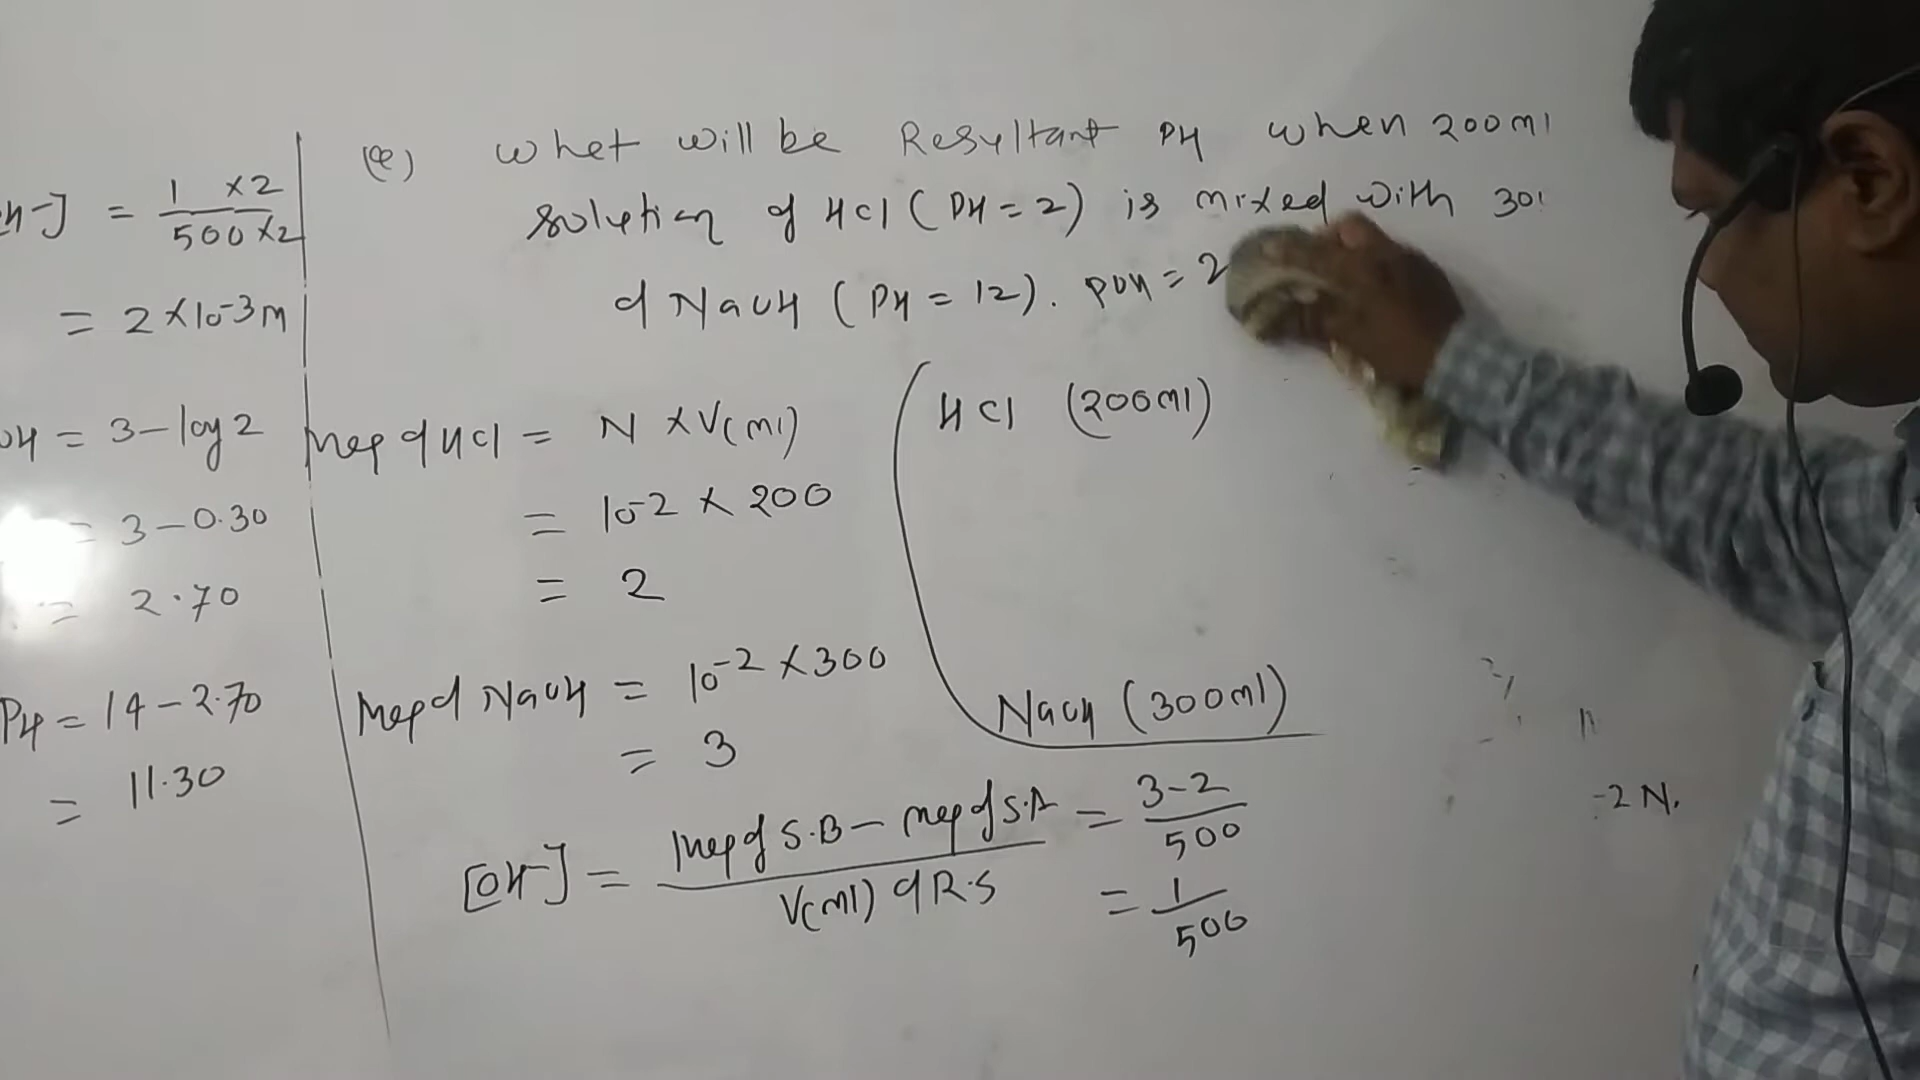 (Q) Whet will be Resultant PH when 200ml
solution of HCl (PH=2) is mixed with 30
of NaOH (PH = 12). POH = 2
Meq of HCl = N × V(ml)
= 10-2 × 200
= 2
Meq of NaOH = 10-2 × 300
= 3
HCl (200ml)
NaOH (300ml)
[OH-] = Meq of S.B - Meq of S.A / V(ml) of R.S = 3-2 / 500
= 1 / 500
H-] = 1 ×2 / 500 ×2
= 2 ×10-3 M
OH = 3-log 2
= 3-0.30
= 2.70
PH = 14-2.70
= 11.30
-2 N.